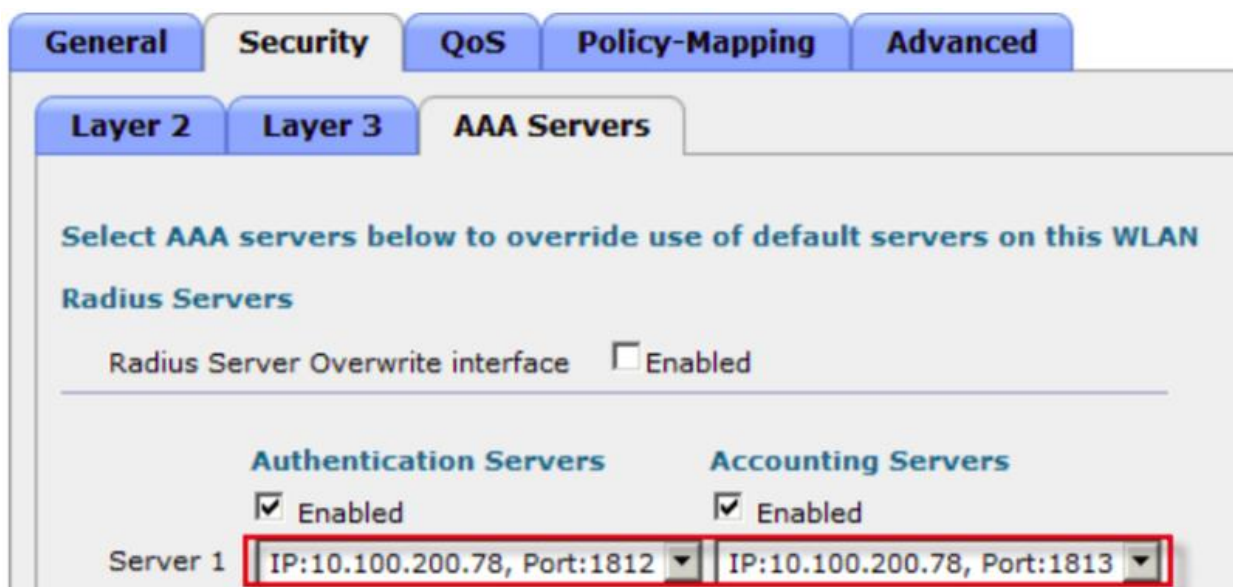 General Security QoS Policy-Mapping Advanced
Layer 2 Layer 3 AAA Servers
Select AAA servers below to override use of default servers on this WLAN
Radius Servers
Radius Server Overwrite interface Enabled
Authentication Servers Accounting Servers
Enabled Enabled
Server 1 IP:10.100.200.78, Port:1812 IP:10.100.200.78, Port:1813